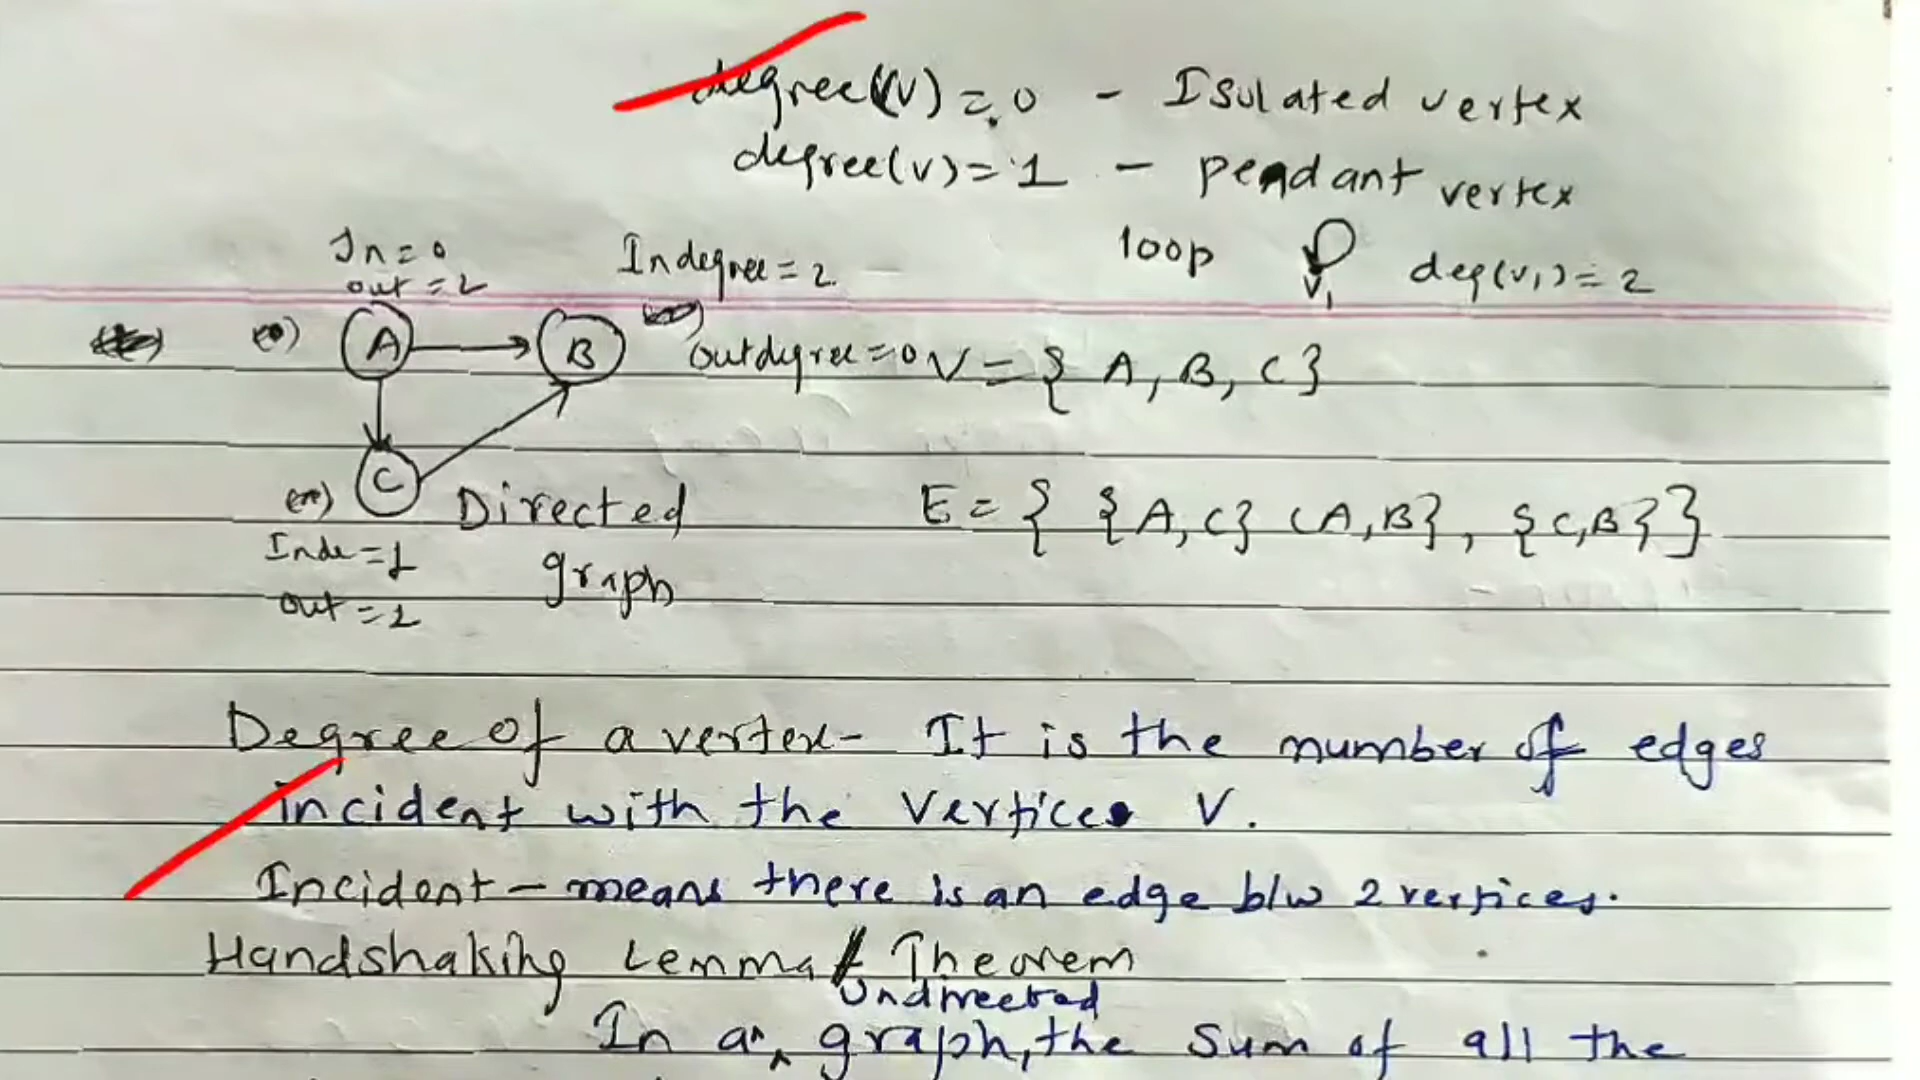 degree(v) = 0 - Isulated vertex
degree(v) = 1 - pendant vertex
In = 0
out = 2
Indegree = 2
loop
V1
deg(v1) = 2
A
B
outdegree = 0
V = { A, B, C }
C
Directed
graph
E = { {A, C} (A, B}, {C, B} }
Inde = 1
out = 1
Degree of a vertex - It is the number of edges
incident with the Vertice V.
Incident - means there is an edge b/w 2 vertices.
Handshaking Lemma / Theorem
Undirected
In a graph, the sum of all the